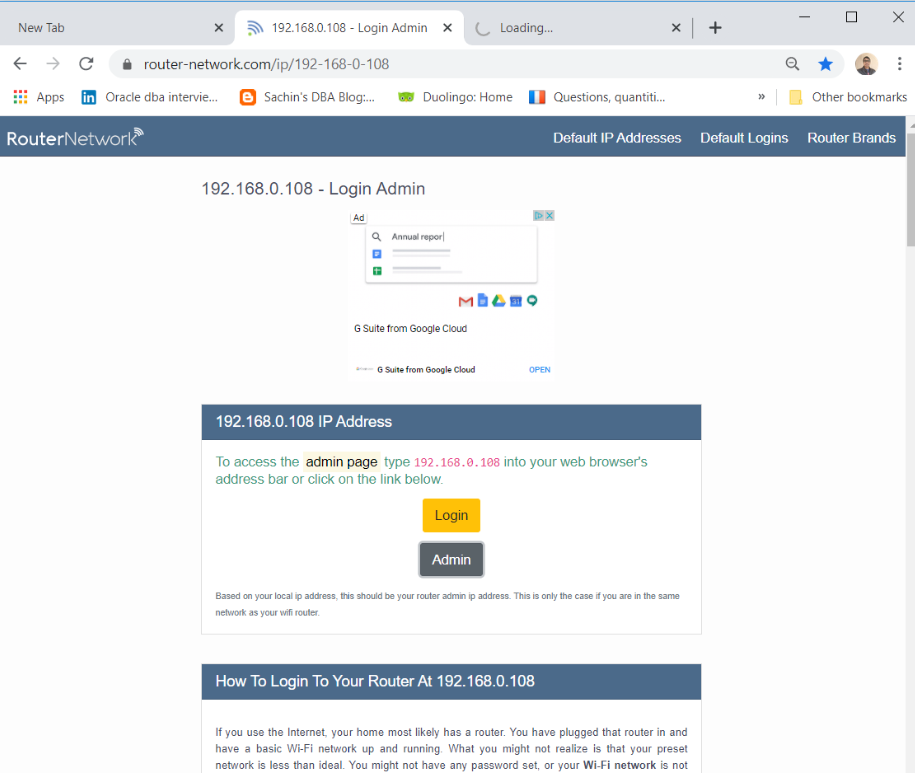 New Tab
192.168.0.108 - Login Admin
Loading...
router-network.com/ip/192-168-0-108
Apps
Oracle dba intervie...
Sachin's DBA Blog:...
Duolingo: Home
Questions, quantiti...
»
Other bookmarks
RouterNetwork
Default IP Addresses
Default Logins
Router Brands
192.168.0.108 - Login Admin
Ad
Annual repor
G Suite from Google Cloud
G Suite from Google Cloud
OPEN
192.168.0.108 IP Address
To access the admin page type 192.168.0.108 into your web browser's
address bar or click on the link below.
Login
Admin
Based on your local ip address, this should be your router admin ip address. This is only the case if you are in the same
network as your wifi router.
How To Login To Your Router At 192.168.0.108
If you use the Internet, your home most likely has a router. You have plugged that router in and
have a basic Wi-Fi network up and running. What you might not realize is that your preset
network is less than ideal. You might not have any password set, or your Wi-Fi network is not